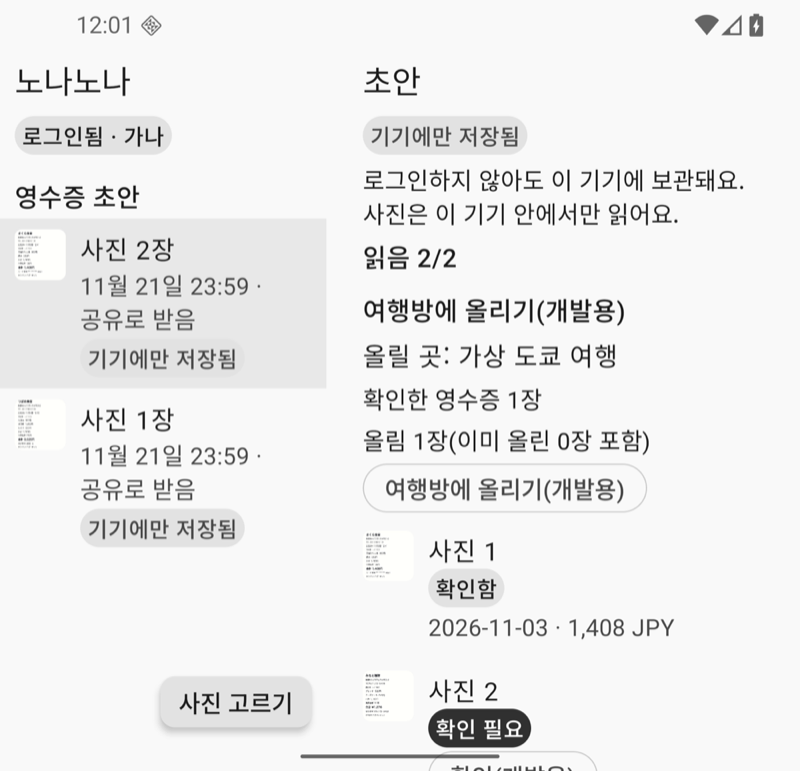 12:01
노나노나
로그인됨 · 가나
영수증 초안
사진 2장
11월 21일 23:59 ·
공유로 받음
기기에만 저장됨
사진 1장
11월 21일 23:59 ·
공유로 받음
기기에만 저장됨
사진 고르기
초안
기기에만 저장됨
로그인하지 않아도 이 기기에 보관돼요.
사진은 이 기기 안에서만 읽어요.
읽음 2/2
여행방에 올리기(개발용)
올릴 곳: 가상 도쿄 여행
확인한 영수증 1장
올림 1장(이미 올린 0장 포함)
여행방에 올리기(개발용)
사진 1
확인함
2026-11-03 · 1,408 JPY
사진 2
확인 필요